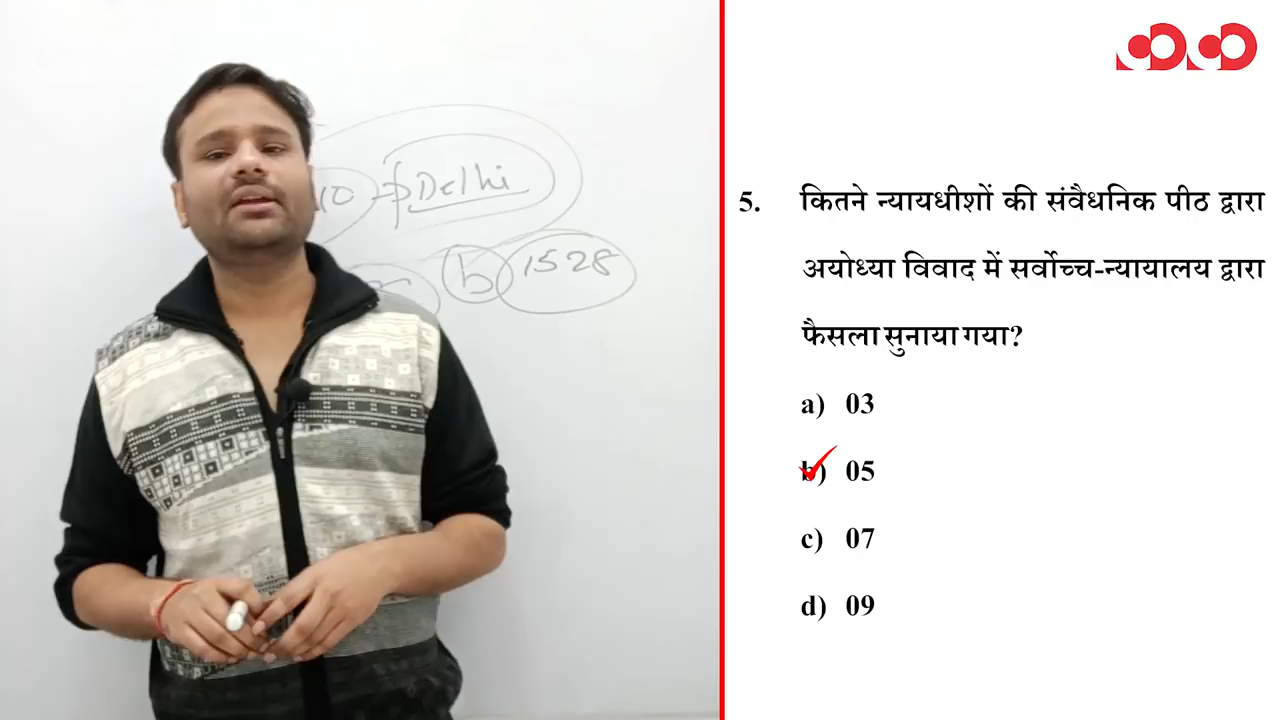 10 → Delhi
b 1528
5. कितने न्यायधीशों की संवैधनिक पीठ द्वारा
अयोध्या विवाद में सर्वोच्च-न्यायालय द्वारा
फैसला सुनाया गया?
a) 03
b) 05
c) 07
d) 09